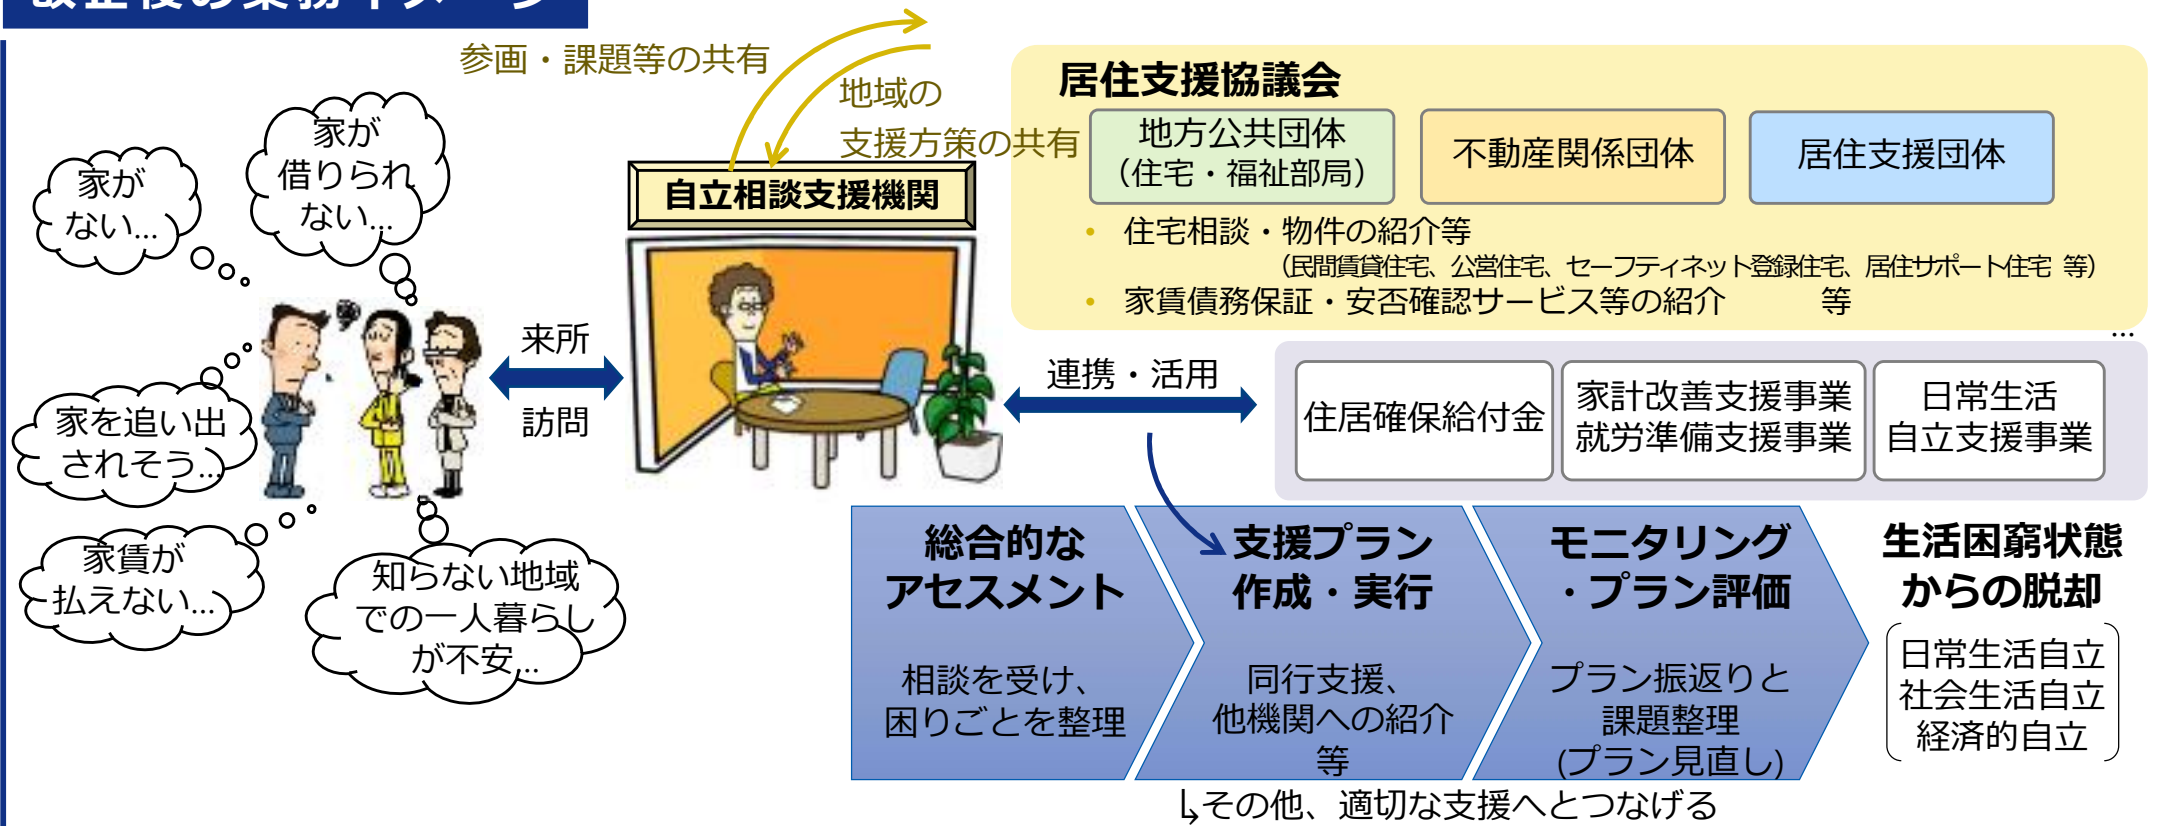 改正後の業務イメージ
参画・課題等の共有
地域の
支援方策の共有
居住支援協議会
地方公共団体
（住宅・福祉部局）
不動産関係団体
居住支援団体
・ 住宅相談・物件の紹介等
（民間賃貸住宅、公営住宅、セーフティネット登録住宅、居住サポート住宅 等）
・ 家賃債務保証・安否確認サービス等の紹介 等
…
家が
ない…
家が
借りられ
ない…
家を追い出
されそう…
家賃が
払えない…
知らない地域
での一人暮らし
が不安…
来所
訪問
自立相談支援機関
連携・活用
住居確保給付金
家計改善支援事業
就労準備支援事業
日常生活
自立支援事業
総合的な
アセスメント
相談を受け、
困りごとを整理
支援プラン
作成・実行
同行支援、
他機関への紹介
等
モニタリング
・プラン評価
プラン振返りと
課題整理
(プラン見直し)
生活困窮状態
からの脱却
日常生活自立
社会生活自立
経済的自立
↳その他、適切な支援へとつなげる